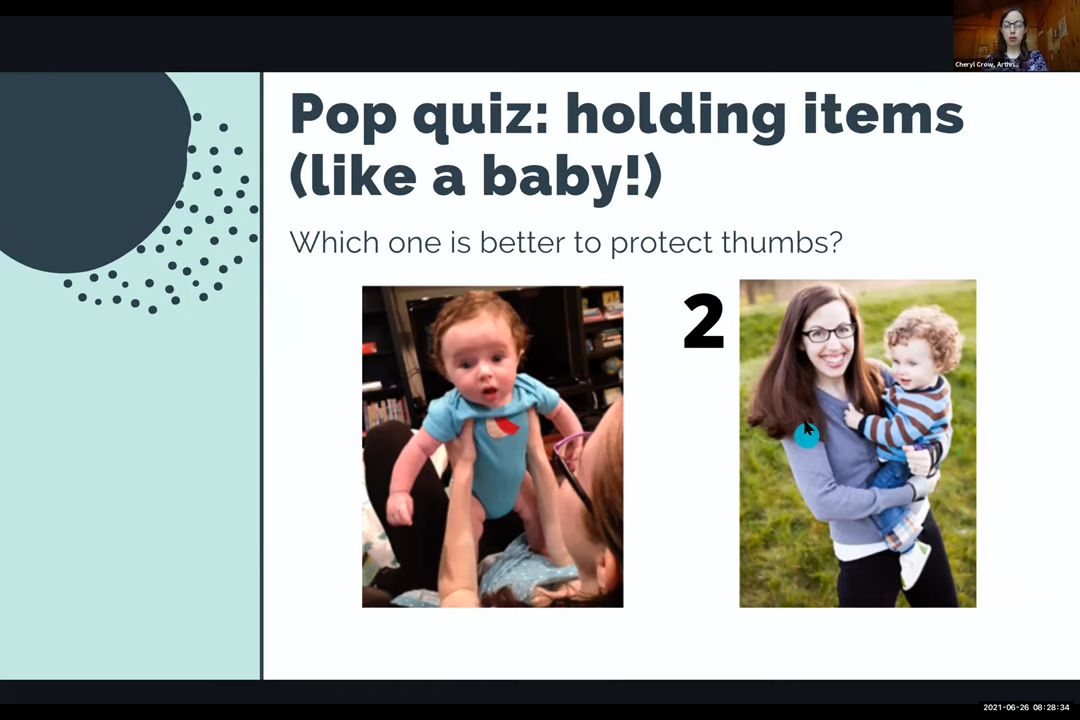 Cheryl Crow, Arthri...
Pop quiz: holding items
(like a baby!)
Which one is better to protect thumbs?
2
2021-06-26 08:28:34